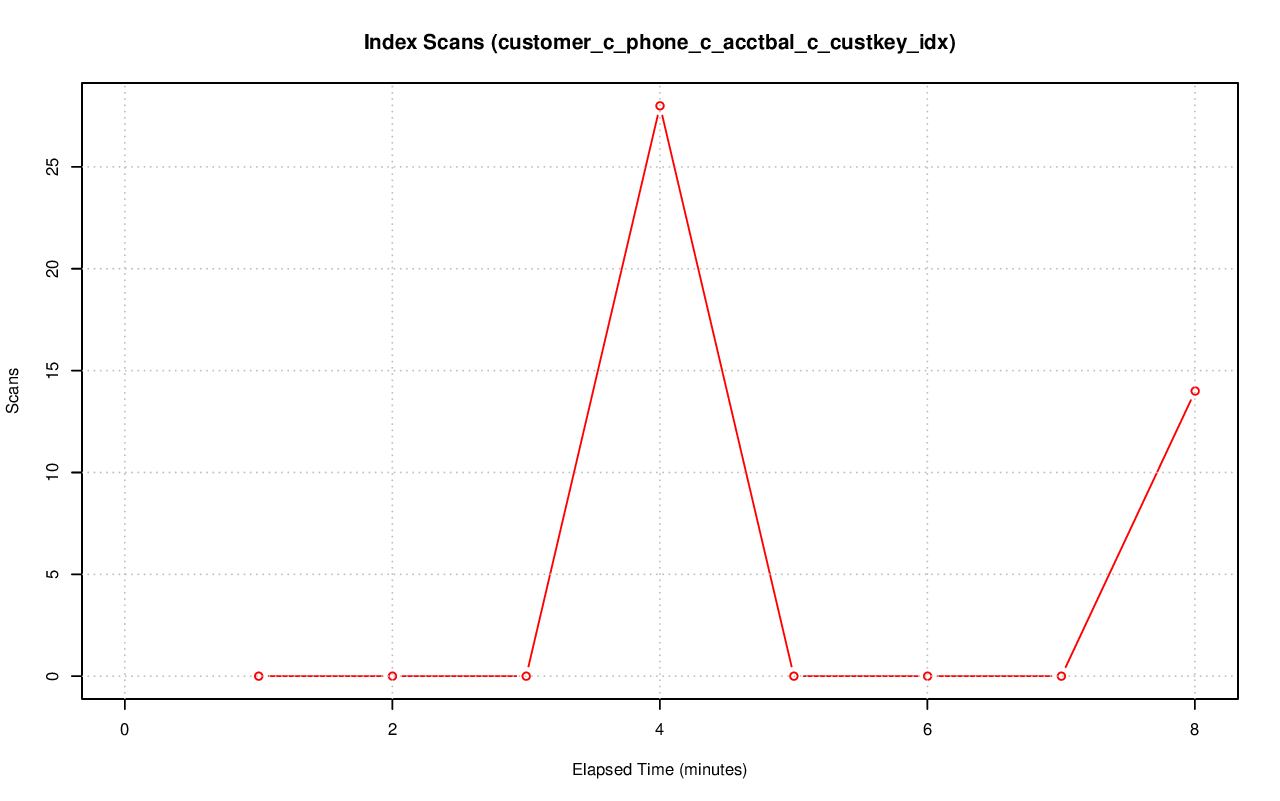 Index Scans (customer_c_phone_c_acctbal_c_custkey_idx)
Scans
25
20
15
10
5
0
0 2 4 6 8
Elapsed Time (minutes)